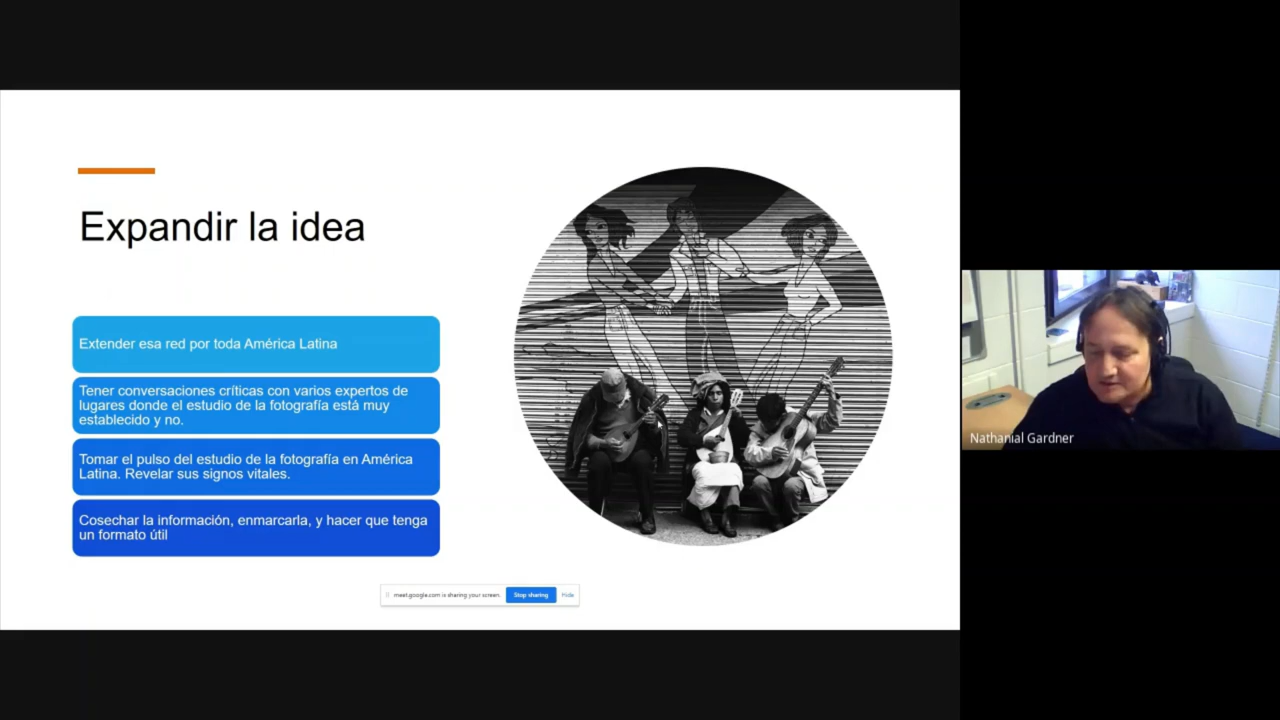 Expandir la idea
Extender esa red por toda América Latina
Tener conversaciones críticas con varios expertos de
lugares donde el estudio de la fotografía está muy
establecido y no.
Tomar el pulso del estudio de la fotografía en América
Latina. Revelar sus signos vitales.
Cosechar la información, enmarcarla, y hacer que tenga
un formato útil
meet.google.com is sharing your screen.
Stop sharing
Hide
Nathanial Gardner